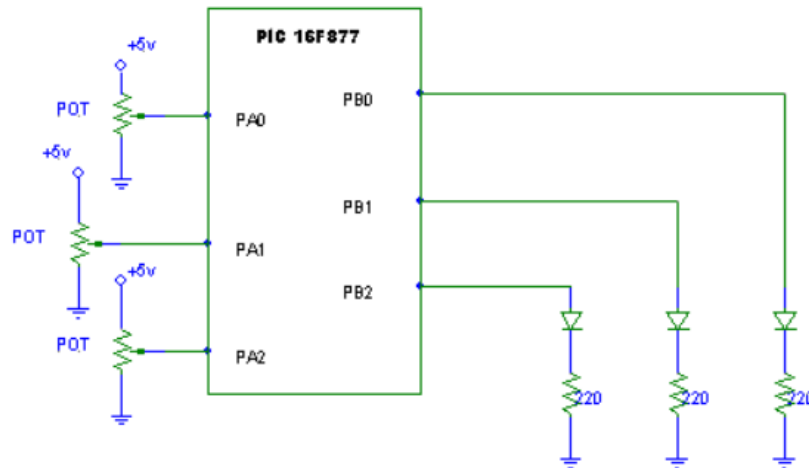 PIC 16F877
+5v
POT
PA0
PB0
+5v
POT
PA1
PB1
+5v
POT
PA2
PB2
220
220
220